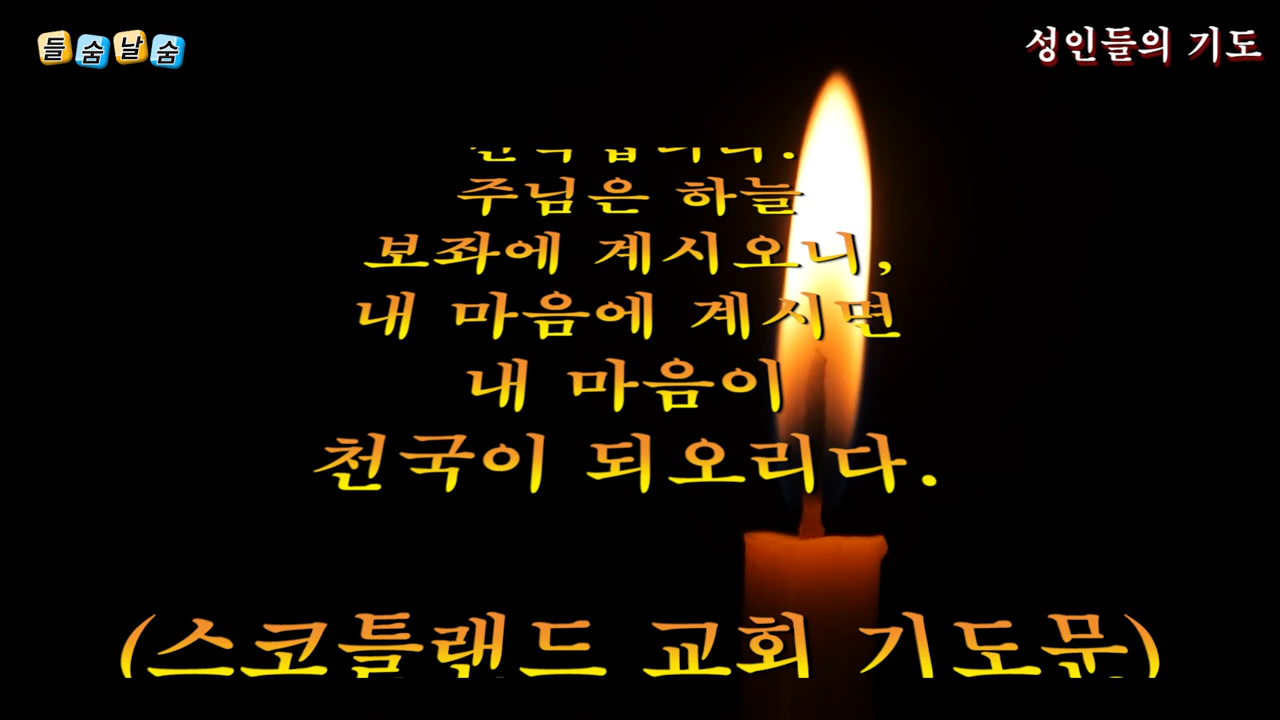 들숨날숨
성인들의 기도
주님은 하늘
보좌에 계시오니,
내 마음에 계시면
내 마음이
천국이 되오리다.
(스코틀랜드 교회 기도문)